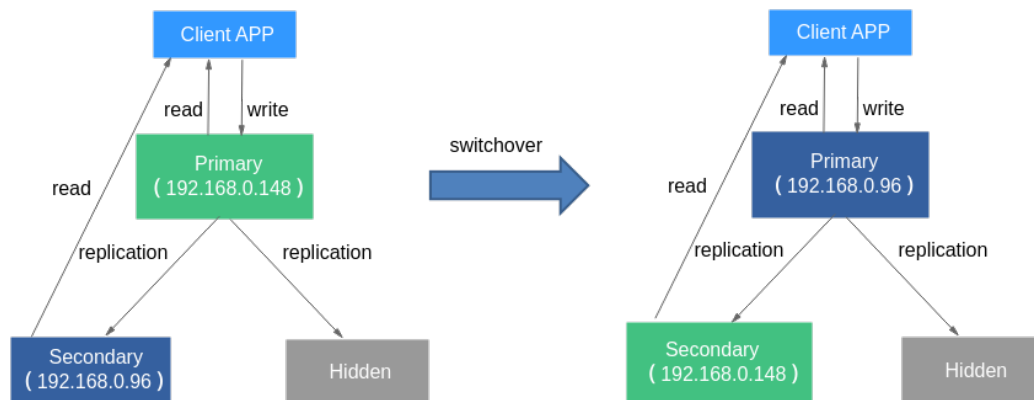 Client APP
read
write
Primary
( 192.168.0.148 )
read
replication
replication
Secondary
( 192.168.0.96 )
Hidden
switchover
Client APP
read
write
Primary
( 192.168.0.96 )
read
replication
replication
Secondary
( 192.168.0.148 )
Hidden